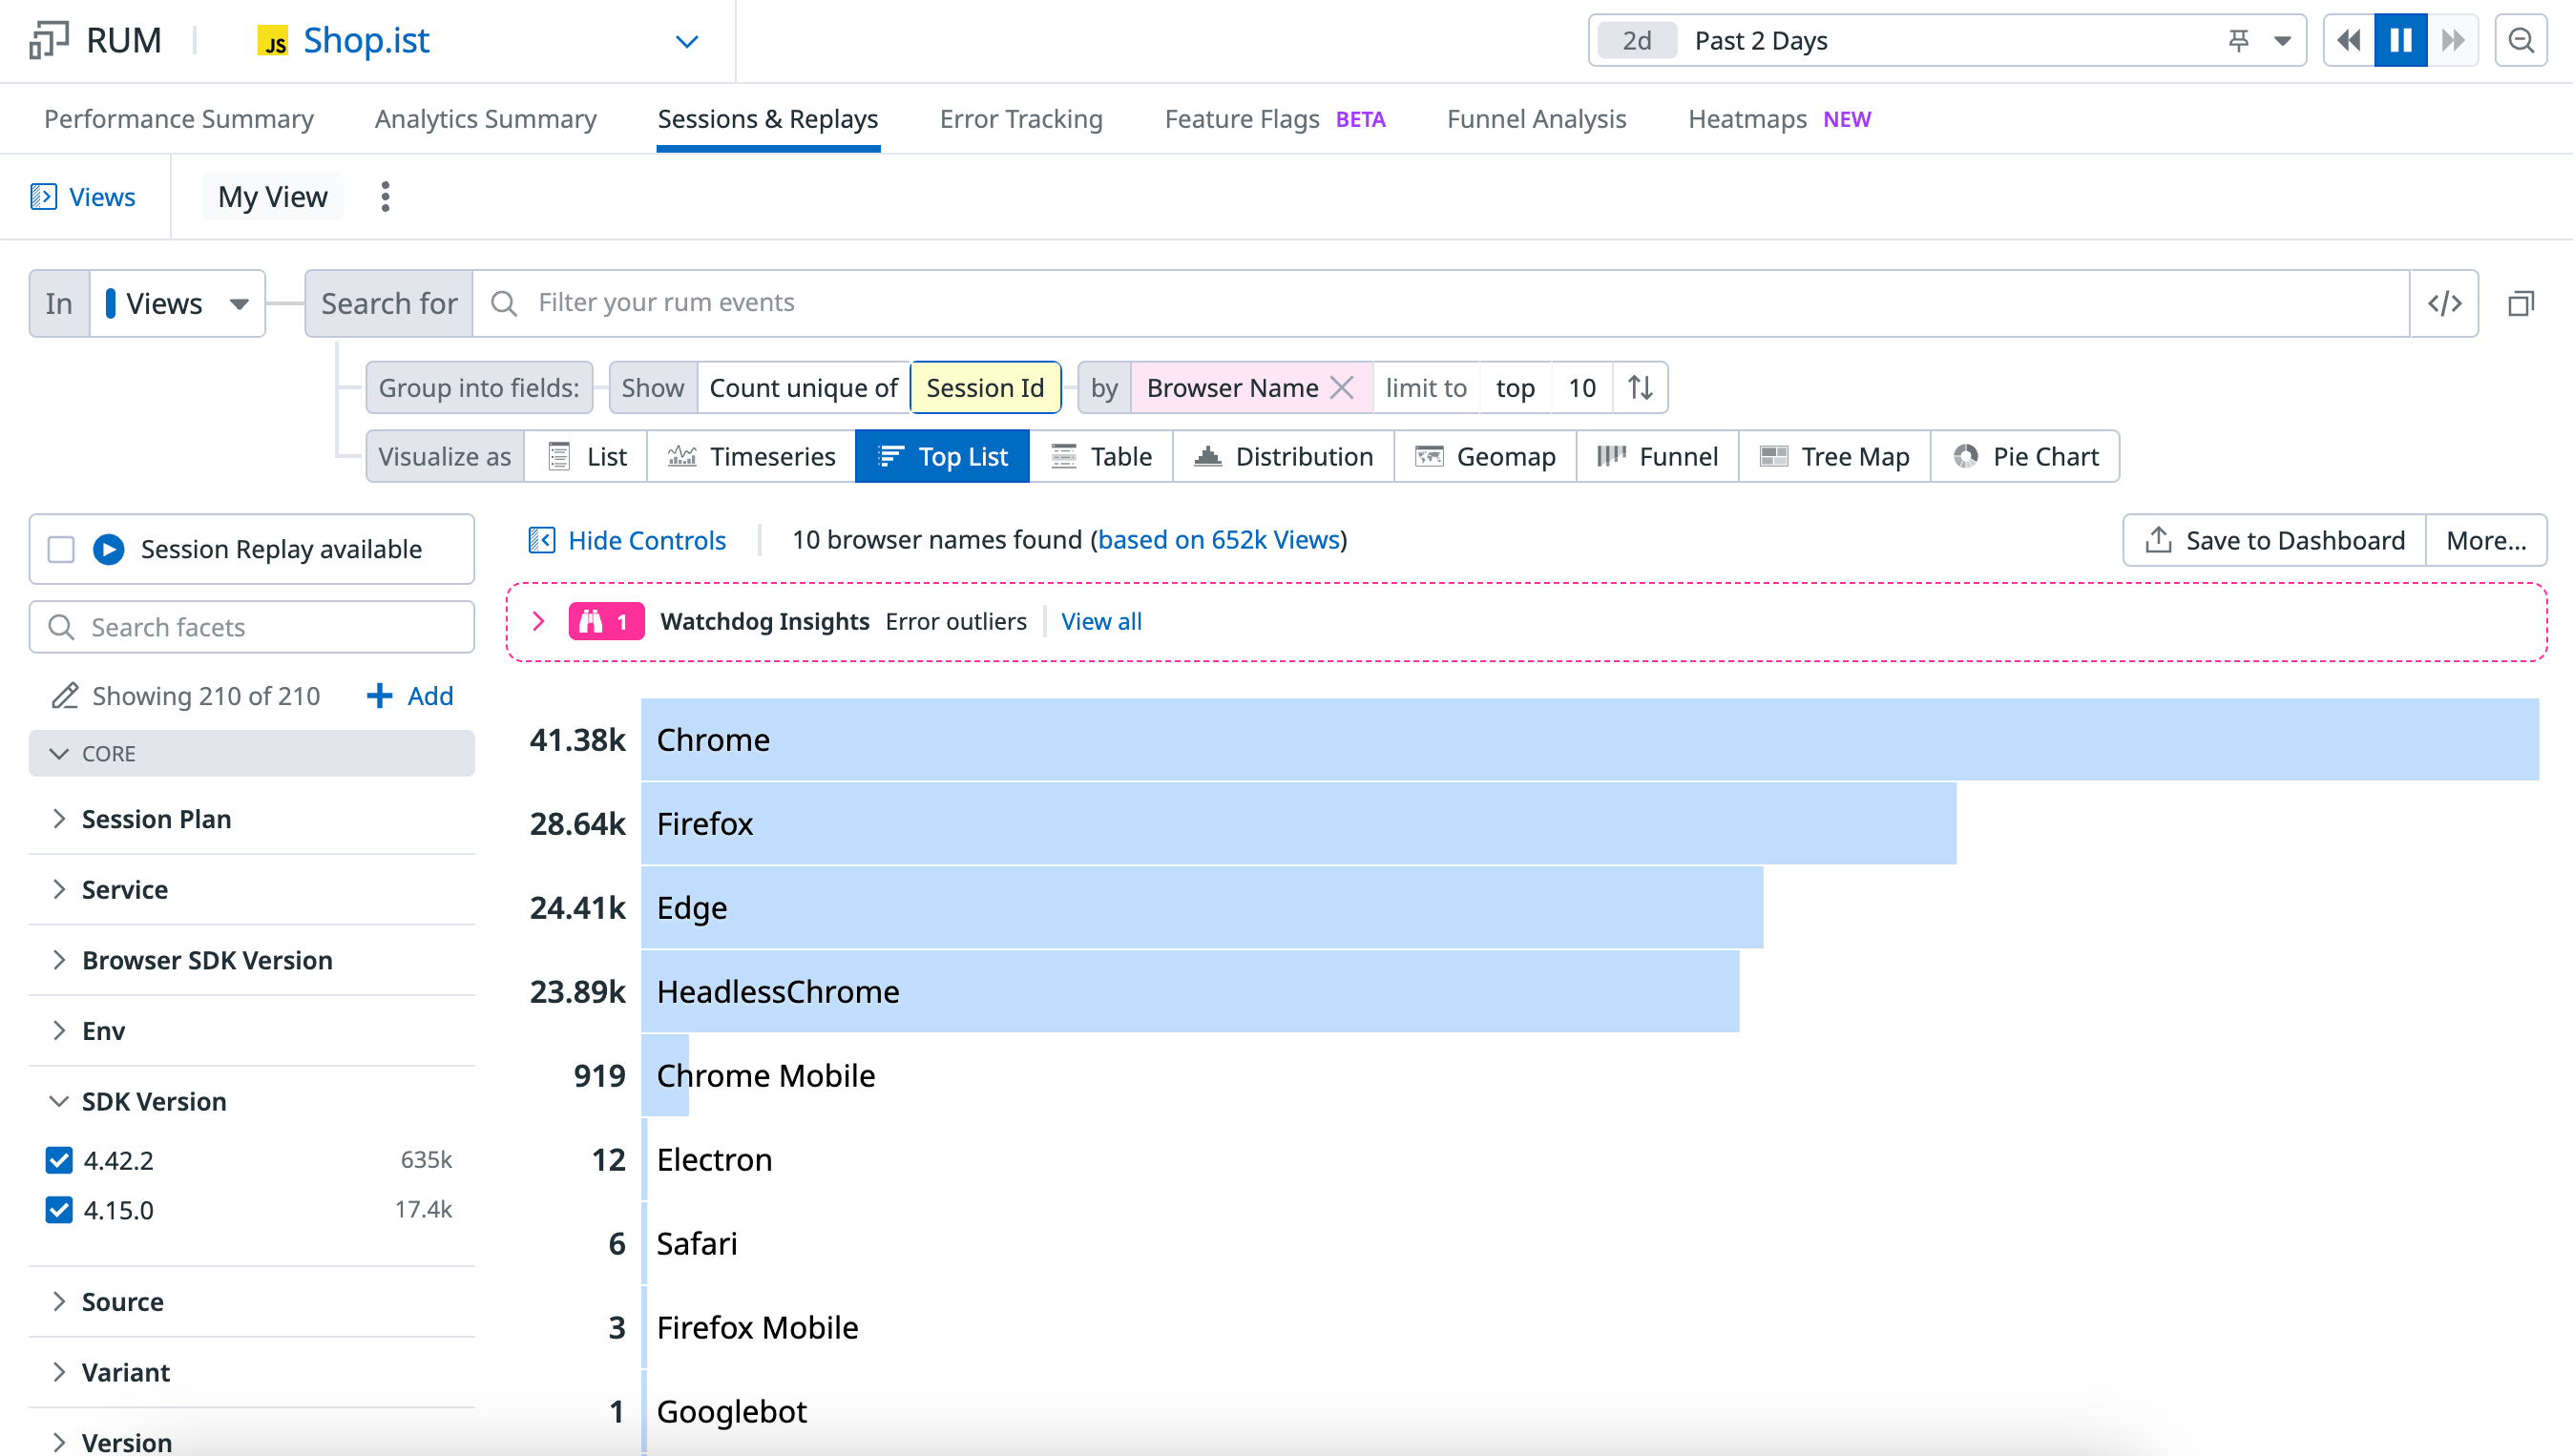 RUM JS Shop.ist 2d Past 2 Days
Performance Summary Analytics Summary Sessions & Replays Error Tracking Feature Flags BETA Funnel Analysis Heatmaps NEW
Views My View
In Views Search for Filter your rum events </>
Group into fields: Show Count unique of Session Id by Browser Name limit to top 10
Visualize as List Timeseries Top List Table Distribution Geomap Funnel Tree Map Pie Chart
Session Replay available
Search facets
Showing 210 of 210 Add
CORE
Session Plan
Service
Browser SDK Version
Env
SDK Version
4.42.2 635k
4.15.0 17.4k
Source
Variant
Version
Hide Controls 10 browser names found (based on 652k Views) Save to Dashboard More...
1 Watchdog Insights Error outliers View all
41.38k Chrome
28.64k Firefox
24.41k Edge
23.89k HeadlessChrome
919 Chrome Mobile
12 Electron
6 Safari
3 Firefox Mobile
1 Googlebot